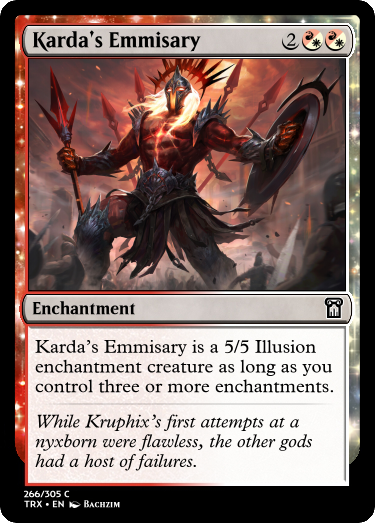 Karda's Emmisary 2
Enchantment
Karda's Emmisary is a 5/5 Illusion
enchantment creature as long as you
control three or more enchantments.
While Kruphix's first attempts at a
nyxborn were flawless, the other gods
had a host of failures.
266/305 C
TRX • EN Bachzim